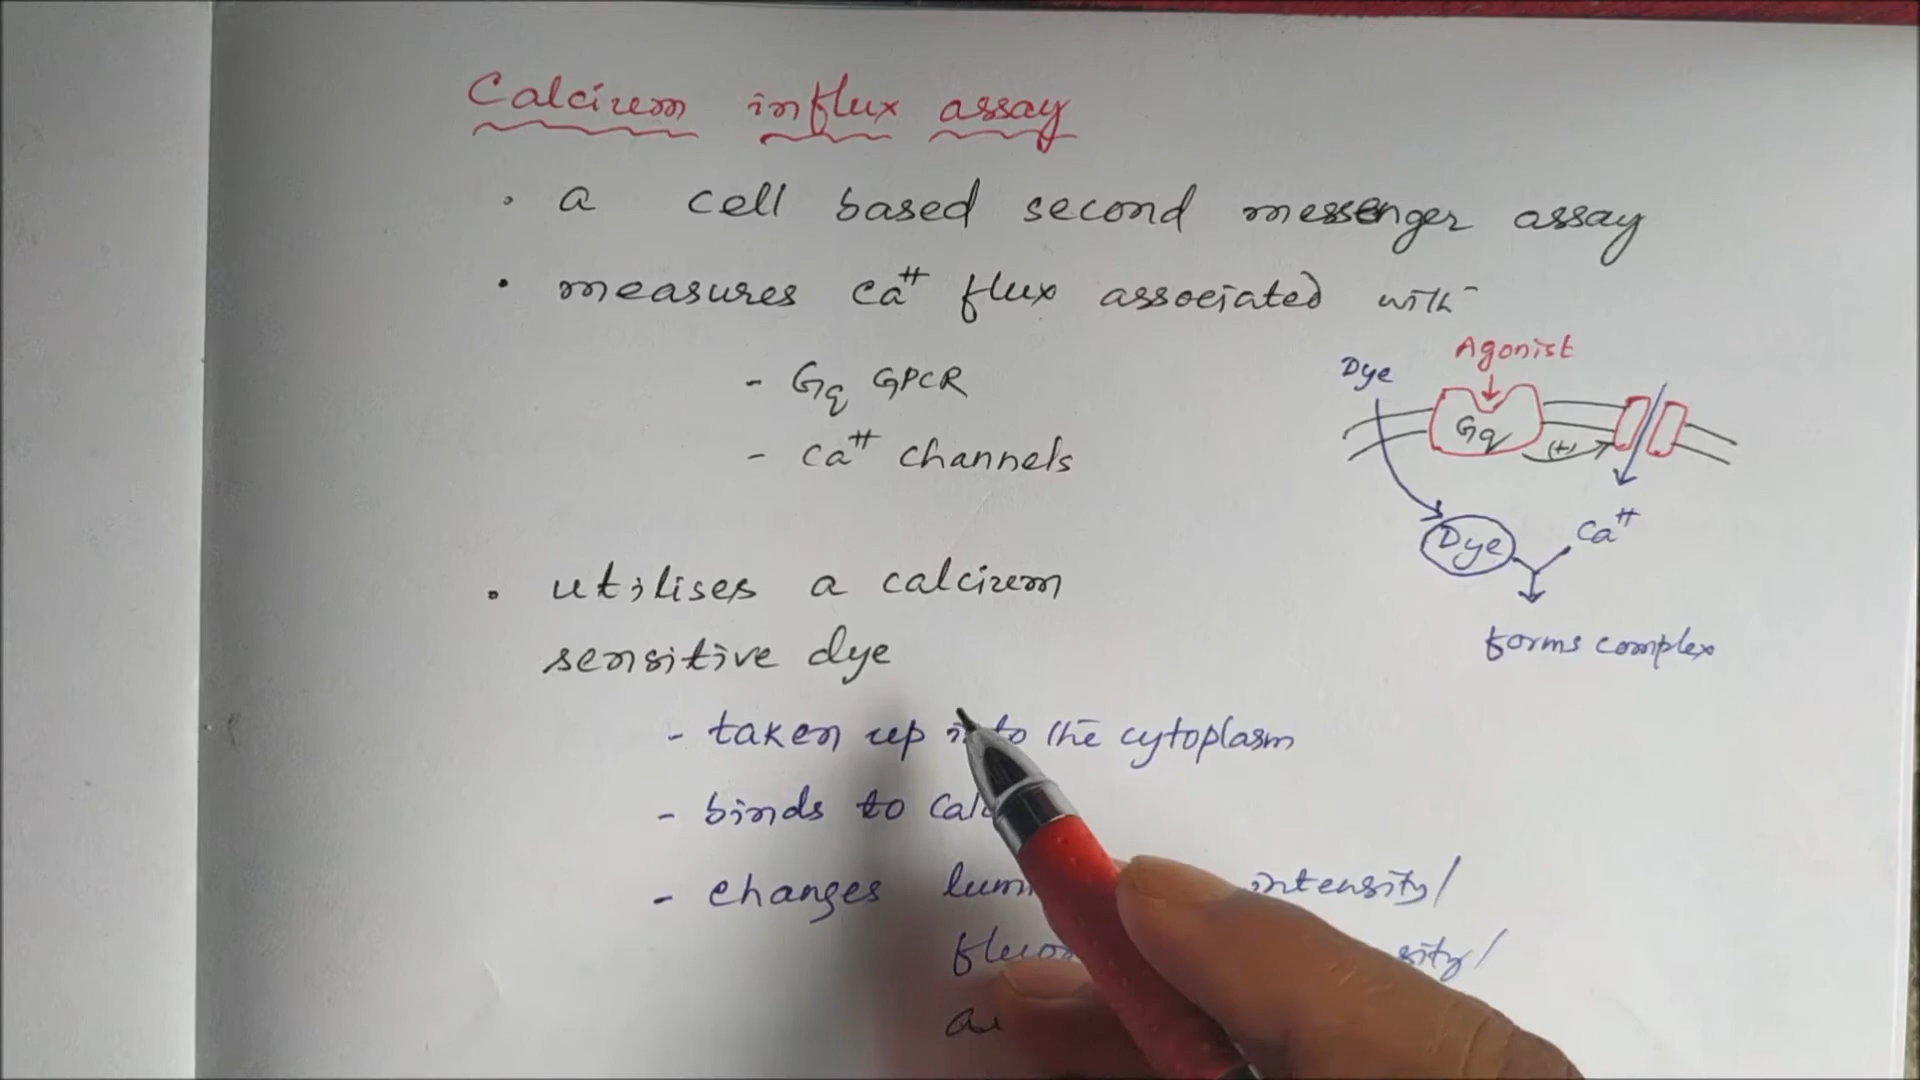 Calcium influx assay
. a cell based second messenger assay
. measures Ca++ flux associated with
- Gq GPCR
- Ca++ channels
Agonist
Dye
Gq
(+)
Dye
Ca++
forms complex
. utilises a calcium
sensitive dye
- taken up into the cytoplasm
- binds to
- changes intensity/